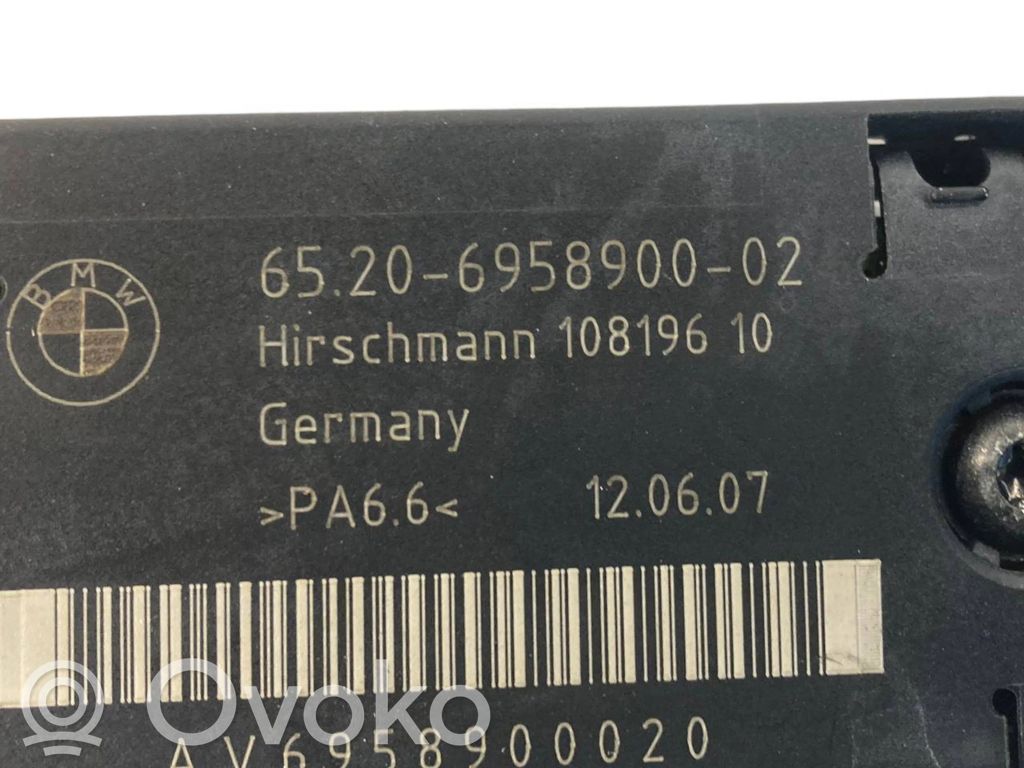 BMW
65.20-6958900-02
Hirschmann 108196 10
Germany
>PA6.6<
12.06.07
AV6958900020
Ovoko